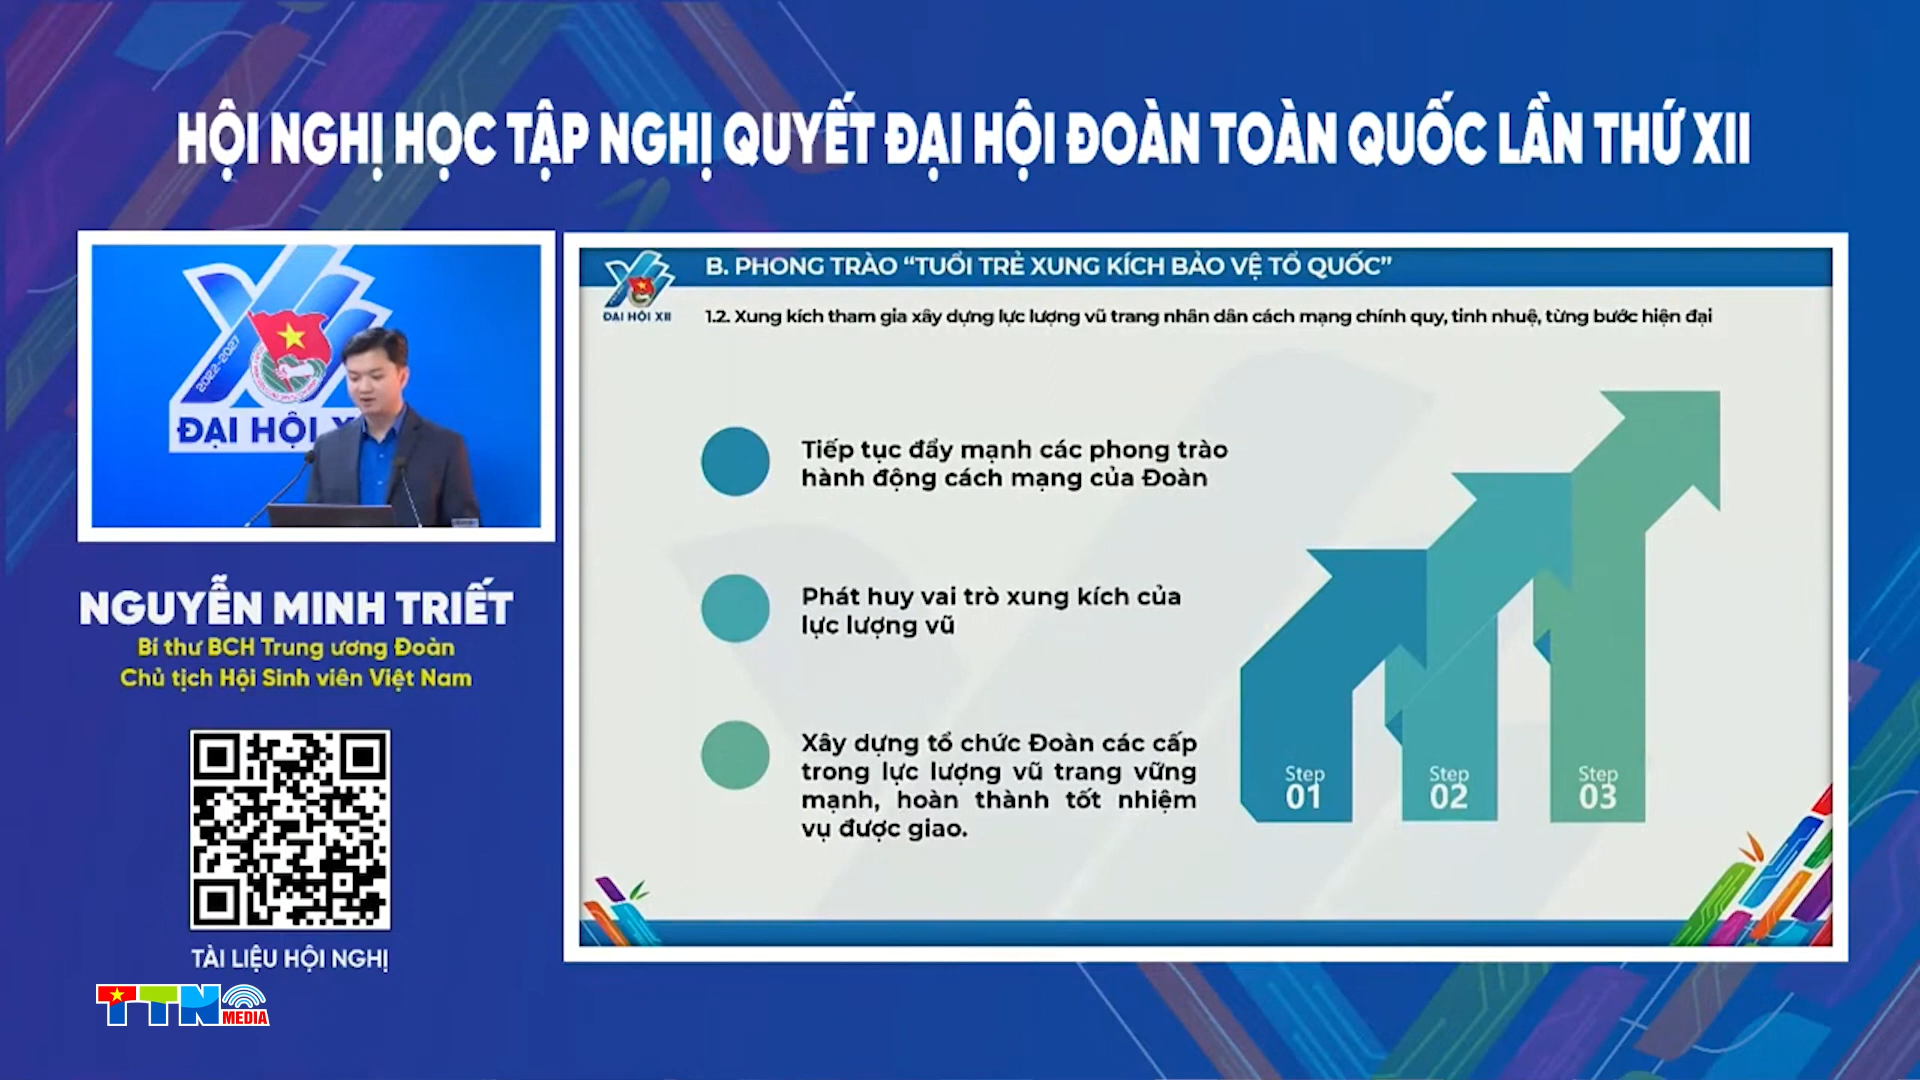 HỘI NGHỊ HỌC TẬP NGHỊ QUYẾT ĐẠI HỘI ĐOÀN TOÀN QUỐC LẦN THỨ XII
2022-2027
ĐẠI HỘI X
NGUYỄN MINH TRIẾT
Bí thư BCH Trung ương Đoàn
Chủ tịch Hội Sinh viên Việt Nam
TÀI LIỆU HỘI NGHỊ
TTN
MEDIA
ĐẠI HỘI XII
B. PHONG TRÀO “TUỔI TRẺ XUNG KÍCH BẢO VỆ TỔ QUỐC”
1.2. Xung kích tham gia xây dựng lực lượng vũ trang nhân dân cách mạng chính quy, tinh nhuệ, từng bước hiện đại
Tiếp tục đẩy mạnh các phong trào
hành động cách mạng của Đoàn
Phát huy vai trò xung kích của
lực lượng vũ
Xây dựng tổ chức Đoàn các cấp
trong lực lượng vũ trang vững
mạnh, hoàn thành tốt nhiệm
vụ được giao.
Step
01
Step
02
Step
03